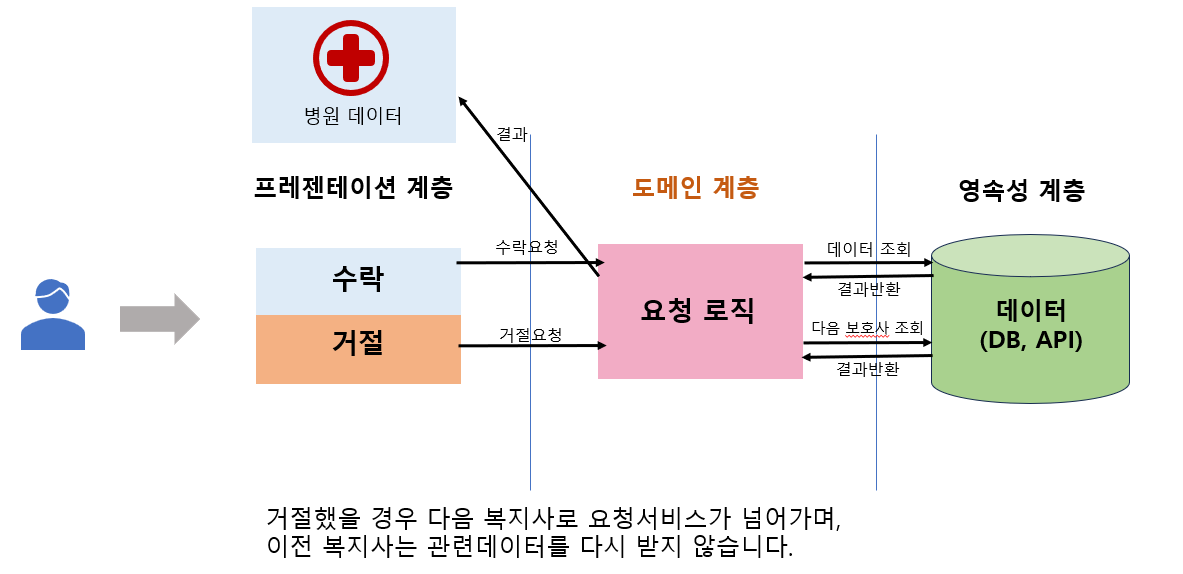 병원 데이터
결과
프레젠테이션 계층
도메인 계층
영속성 계층
수락
수락요청
데이터 조회
결과반환
요청 로직
데이터
(DB, API)
거절
거절요청
다음 보호사 조회
결과반환
거절했을 경우 다음 복지사로 요청서비스가 넘어가며,
이전 복지사는 관련데이터를 다시 받지 않습니다.